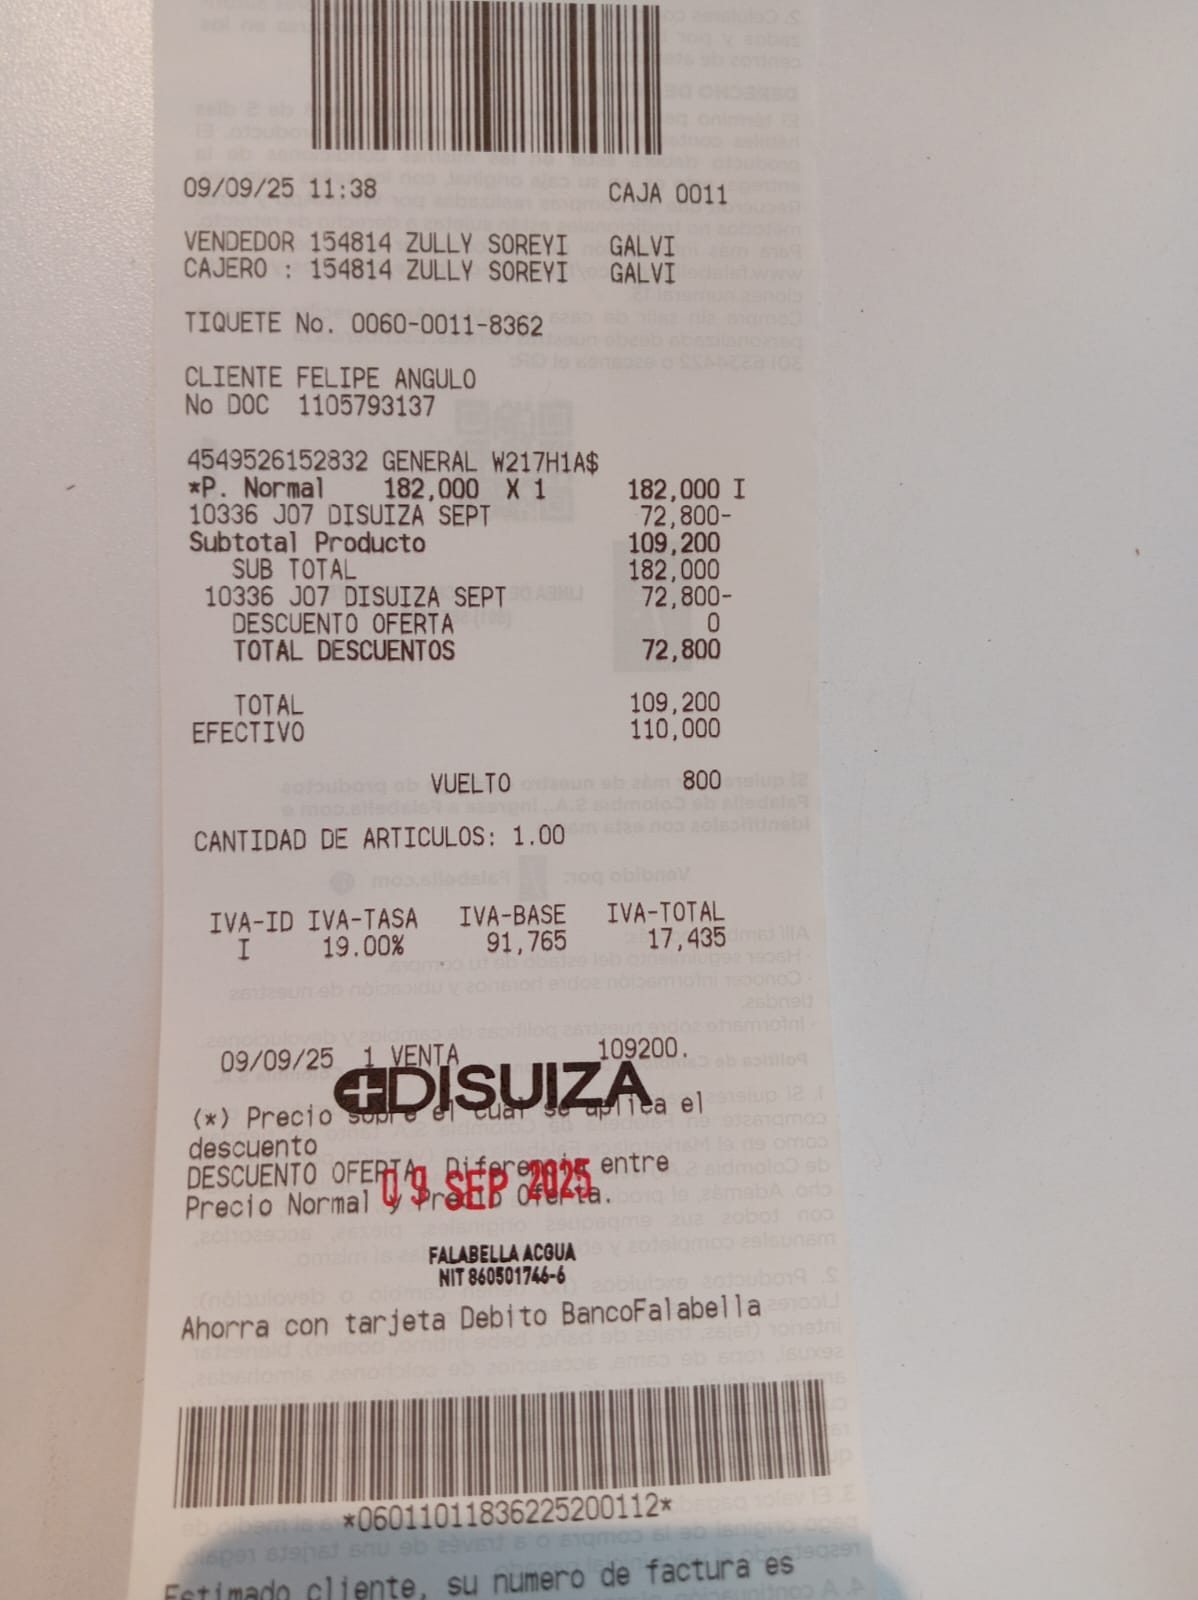 09/09/25 11:38 CAJA 0011
VENDEDOR 154814 ZULLY SOREYI GALVI
CAJERO : 154814 ZULLY SOREYI GALVI
TIQUETE No. 0060-0011-8362
CLIENTE FELIPE ANGULO
No DOC 1105793137
4549526152832 GENERAL W217H1A$
*P. Normal 182,000 X 1 182,000 I
10336 J07 DISUIZA SEPT 72,800-
Subtotal Producto 109,200
SUB TOTAL 182,000
10336 J07 DISUIZA SEPT 72,800-
DESCUENTO OFERTA 0
TOTAL DESCUENTOS 72,800
TOTAL 109,200
EFECTIVO 110,000
VUELTO 800
CANTIDAD DE ARTICULOS: 1.00
IVA-ID IVA-TASA IVA-BASE IVA-TOTAL
I 19.00% 91,765 17,435
09/09/25 1 VENTA 109200.
DISUIZA
(*) Precio sobre el cual se aplica el
descuento
DESCUENTO OFERTA Diferencia entre
09 SEP 2025
Precio Normal y Precio Oferta.
FALABELLA ACQUA
NIT 860501746-6
Ahorra con tarjeta Debito BancoFalabella
*06011011836225200112*
Estimado cliente, su numero de factura es